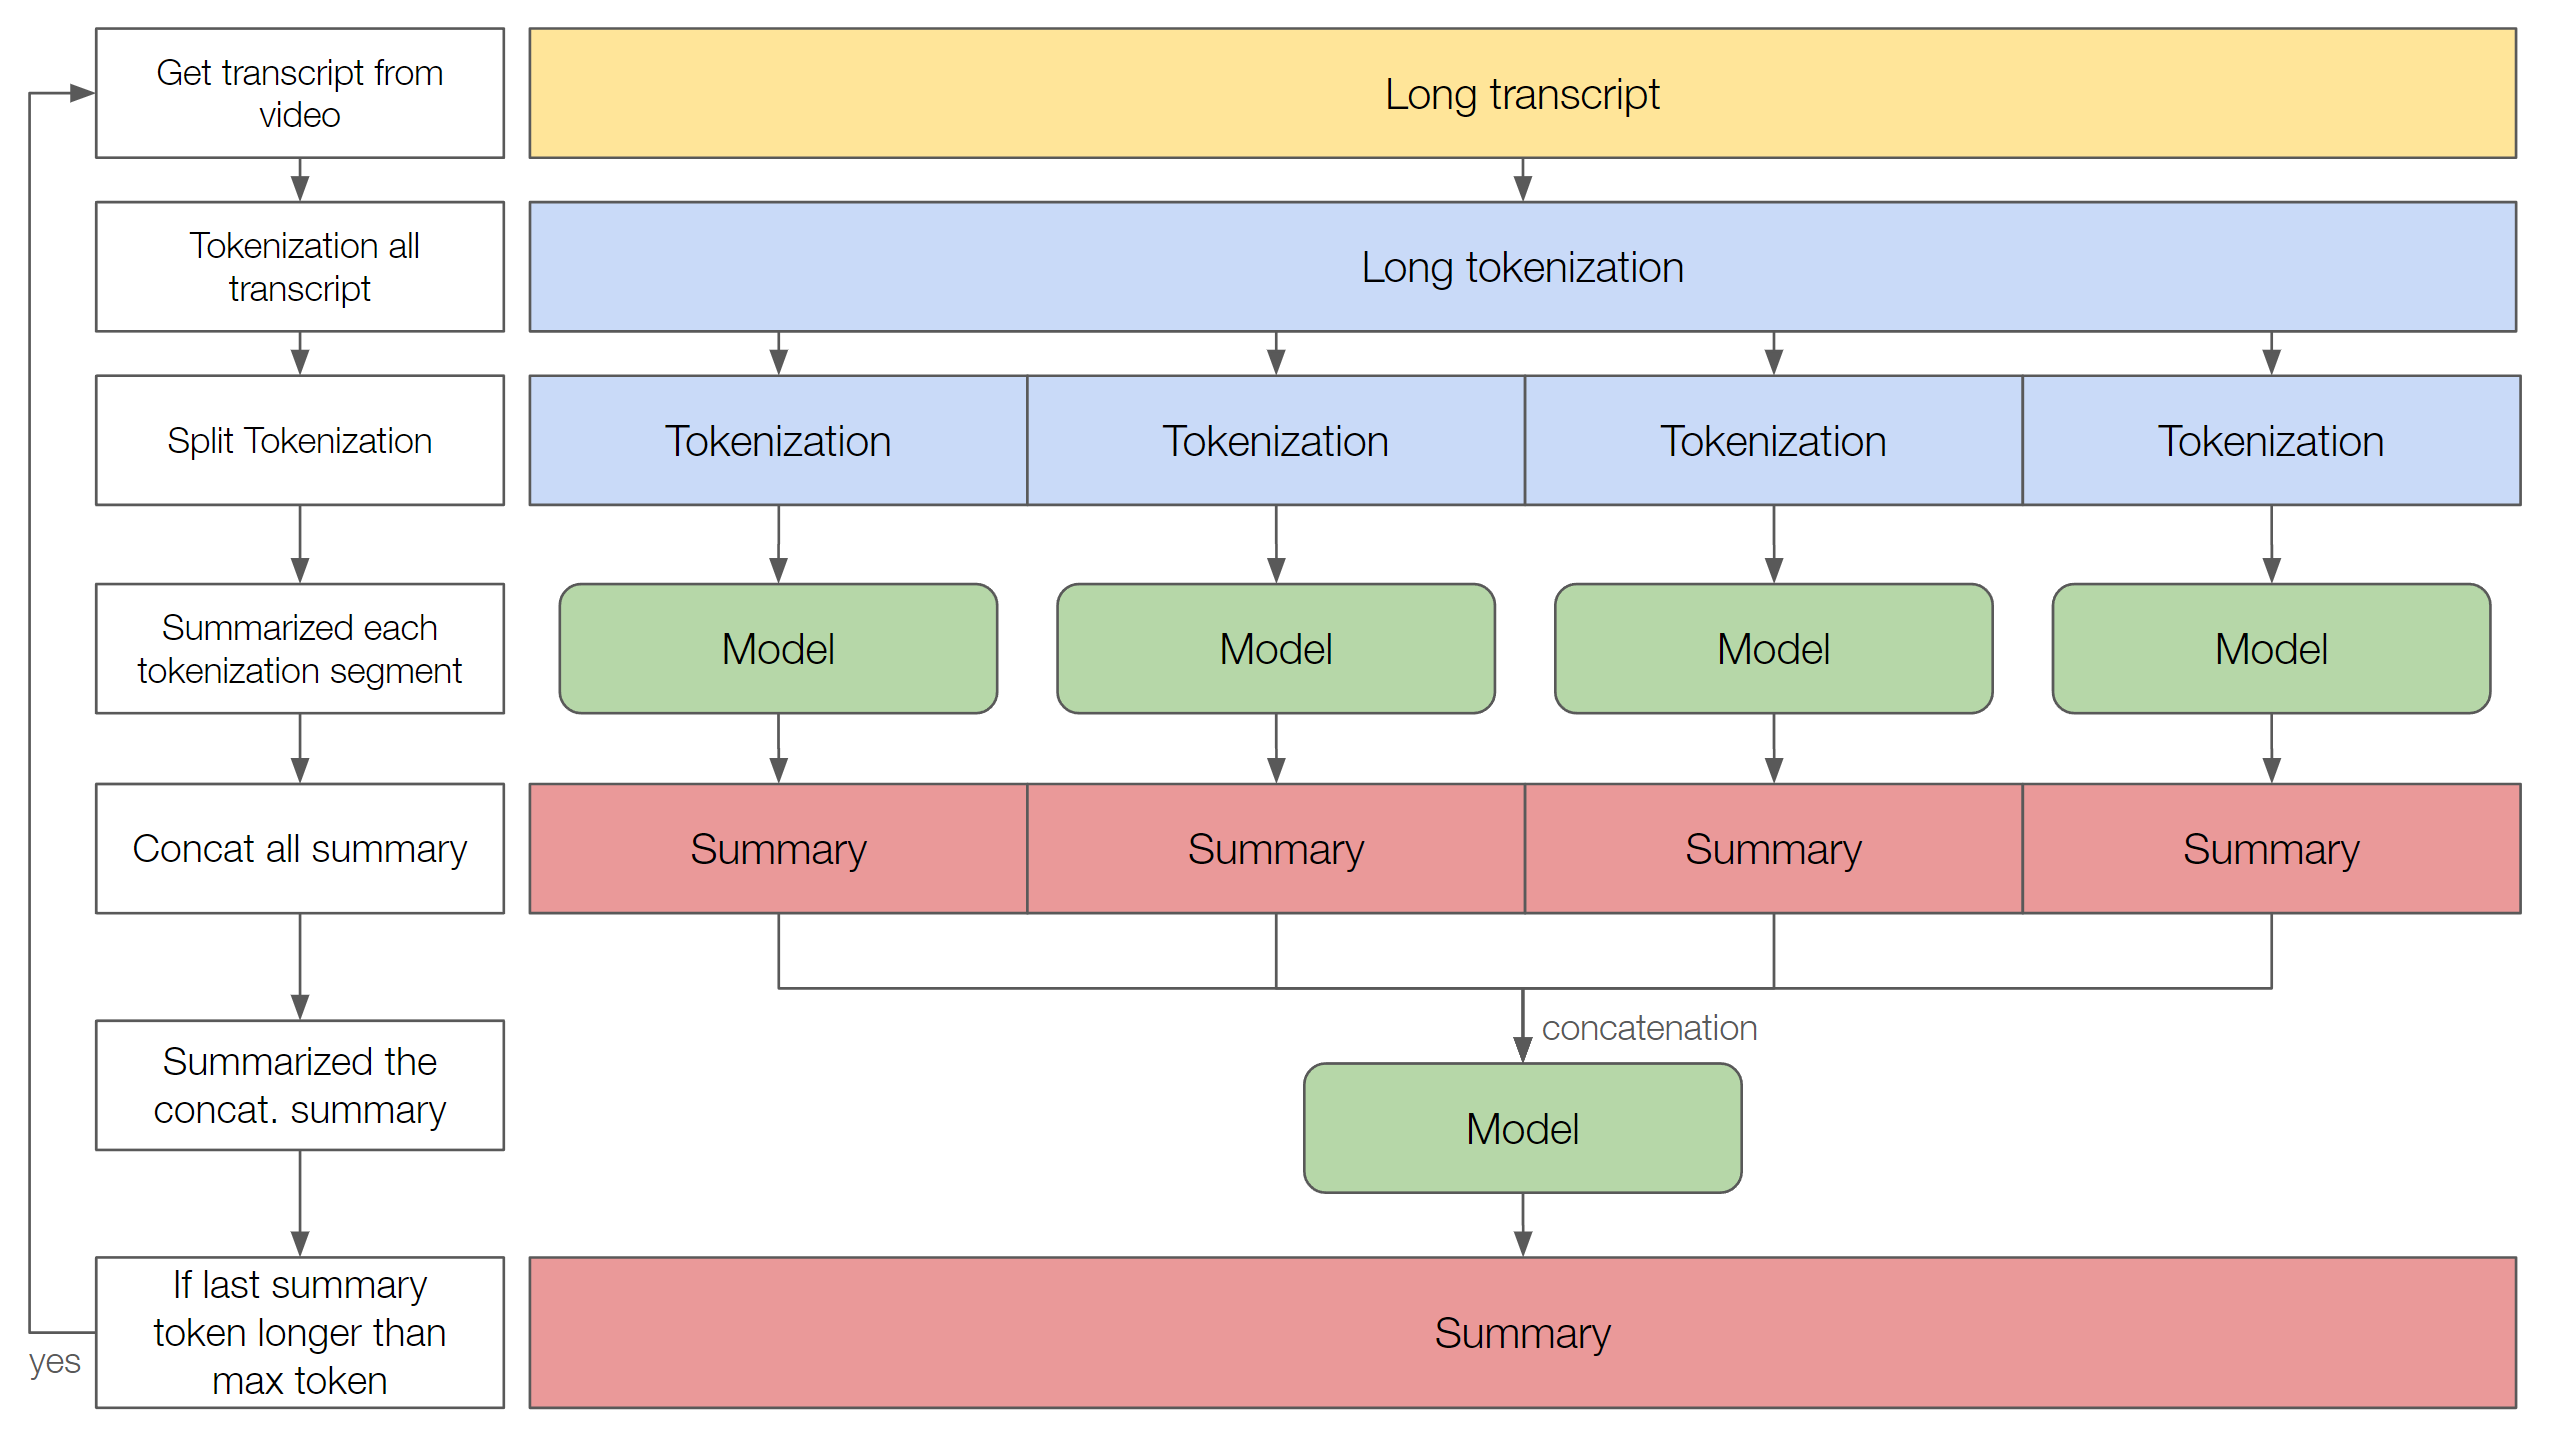 Get transcript from
video
Long transcript
Tokenization all
transcript
Long tokenization
Split Tokenization
Tokenization
Tokenization
Tokenization
Tokenization
Summarized each
tokenization segment
Model
Model
Model
Model
Concat all summary
Summary
Summary
Summary
Summary
concatenation
Summarized the
concat. summary
Model
If last summary
token longer than
max token
yes
Summary